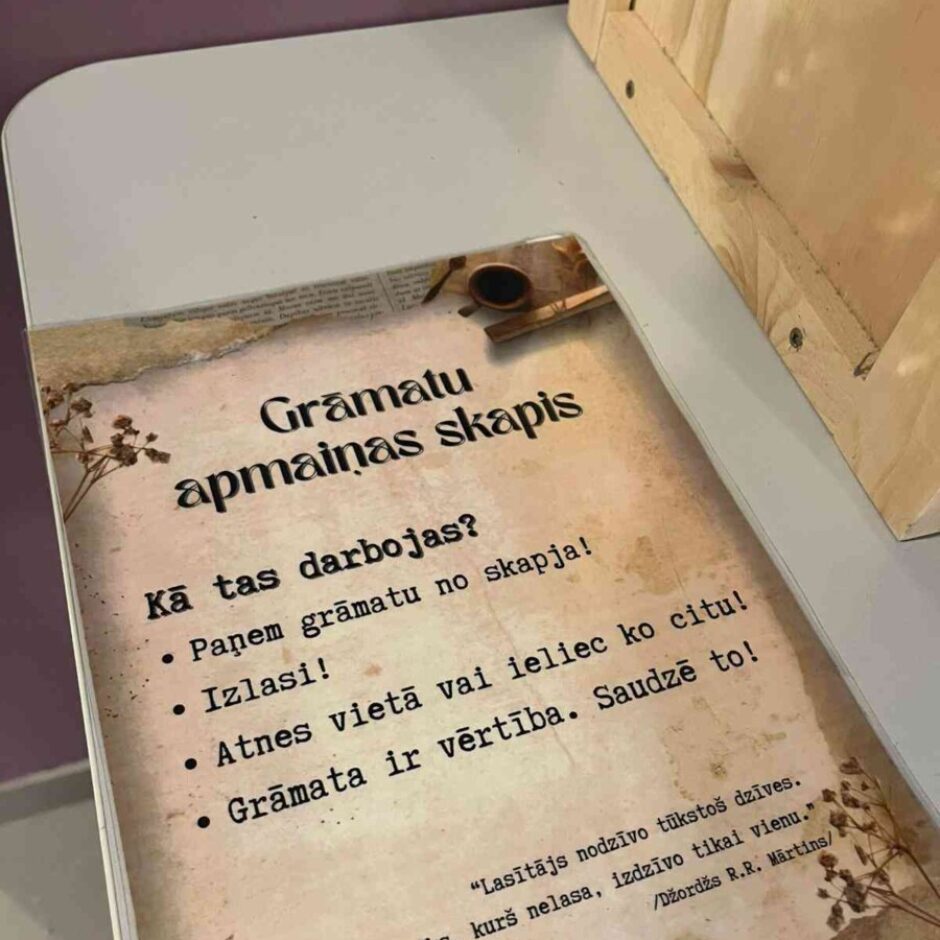 Grāmatu
apmaiņas skapis
Kā tas darbojas?
• Paņem grāmatu no skapja!
• Izlasi!
• Atnes vietā vai ieliec ko citu!
• Grāmata ir vērtība. Saudzē to!
“Lasītājs nodzīvo tūkstoš dzīves.
kurš nelasa, izdzīvo tikai vienu.”
/Džordžs R.R. Mārtins/